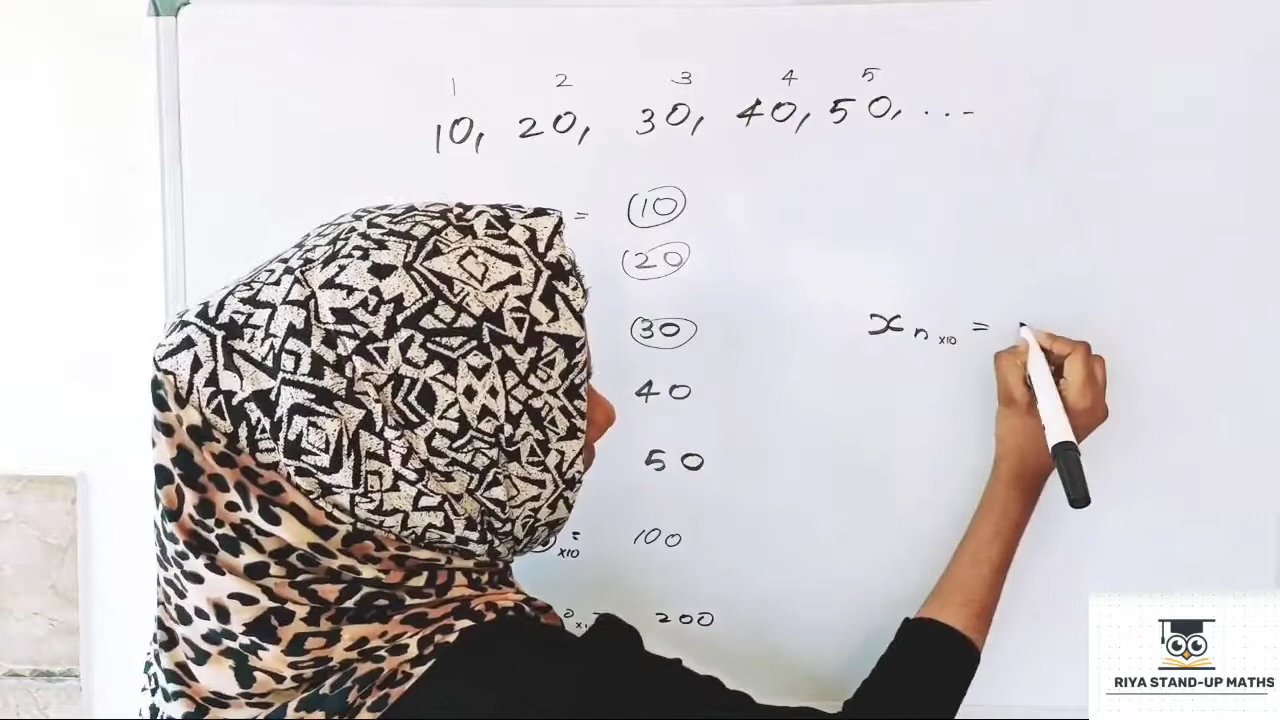 1 2 3 4 5
10, 20, 30, 40, 50, ...
= 10
20
30
x n x10 =
40
50
x10 = 100
200
RIYA STAND-UP MATHS